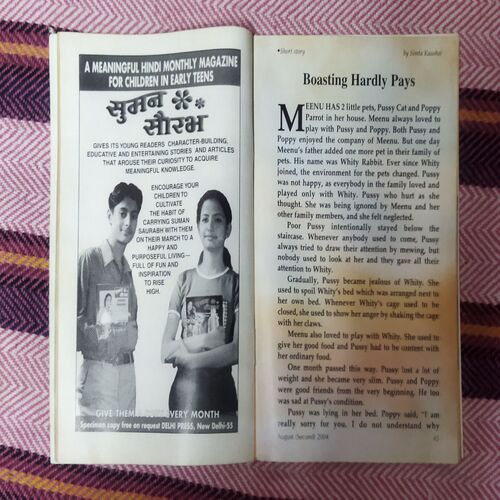 A MEANINGFUL HINDI MONTHLY MAGAZINE
FOR CHILDREN IN EARLY TEENS
सुमन
सौरभ
GIVES ITS YOUNG READERS CHARACTER-BUILDING,
EDUCATIVE AND ENTERTAINING STORIES AND ARTICLES
THAT AROUSE THEIR CURIOSITY TO ACQUIRE
MEANINGFUL KNOWLEDGE.
ENCOURAGE YOUR
CHILDREN TO
CULTIVATE
THE HABIT OF
CARRYING SUMAN
SAURABH WITH THEM
ON THEIR MARCH TO A
HAPPY AND
PURPOSEFUL LIVING—
FULL OF FUN AND
INSPIRATION
TO RISE
HIGH.
GIVE THEM EVERY MONTH
Specimen copy free on request DELHI PRESS, New Delhi-55
•Short story
by Smita Kaushal
Boasting Hardly Pays
MEENU HAS 2 little pets, Pussy Cat and Poppy
Parrot in her house. Meenu always loved to
play with Pussy and Poppy. Both Pussy and
Poppy enjoyed the company of Meenu. But one day
Meenu's father added one more pet in their family of
pets. His name was Whity Rabbit. Ever since Whity
joined, the environment for the pets changed. Pussy
was not happy, as everybody in the family loved and
played only with Whity. Pussy who hurt as she
thought. She was being ignored by Meenu and her
other family members, and she felt neglected.
Poor Pussy intentionally stayed below the
staircase. Whenever anybody used to come, Pussy
always tried to draw their attention by mewing, but
nobody used to look at her and they gave all their
attention to Whity.
Gradually, Pussy became jealous of Whity. She
used to spoil Whity's bed which was arranged next to
her own bed. Whenever Whity's cage used to be
closed, she used to show her anger by shaking the cage
with her claws.
Meenu also loved to play with Whity. She used to
give her good food and Pussy had to be content with
her ordinary food.
One month passed this way. Pussy lost a lot of
weight and she became very slim. Pussy and Poppy
were good friends from the very beginning. He too
was sad at Pussy's condition.
Pussy was lying in her bed. Poppy said, "I am
really sorry for you. I do not understand why
August (Second) 2004
45